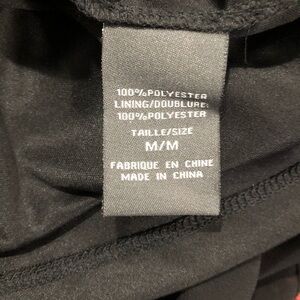 100%POLYESTER
LINING/DOUBLURE:
100%POLYESTER
TAILLE/SIZE
M/M
FABRIQUE EN CHINE
MADE IN CHINA